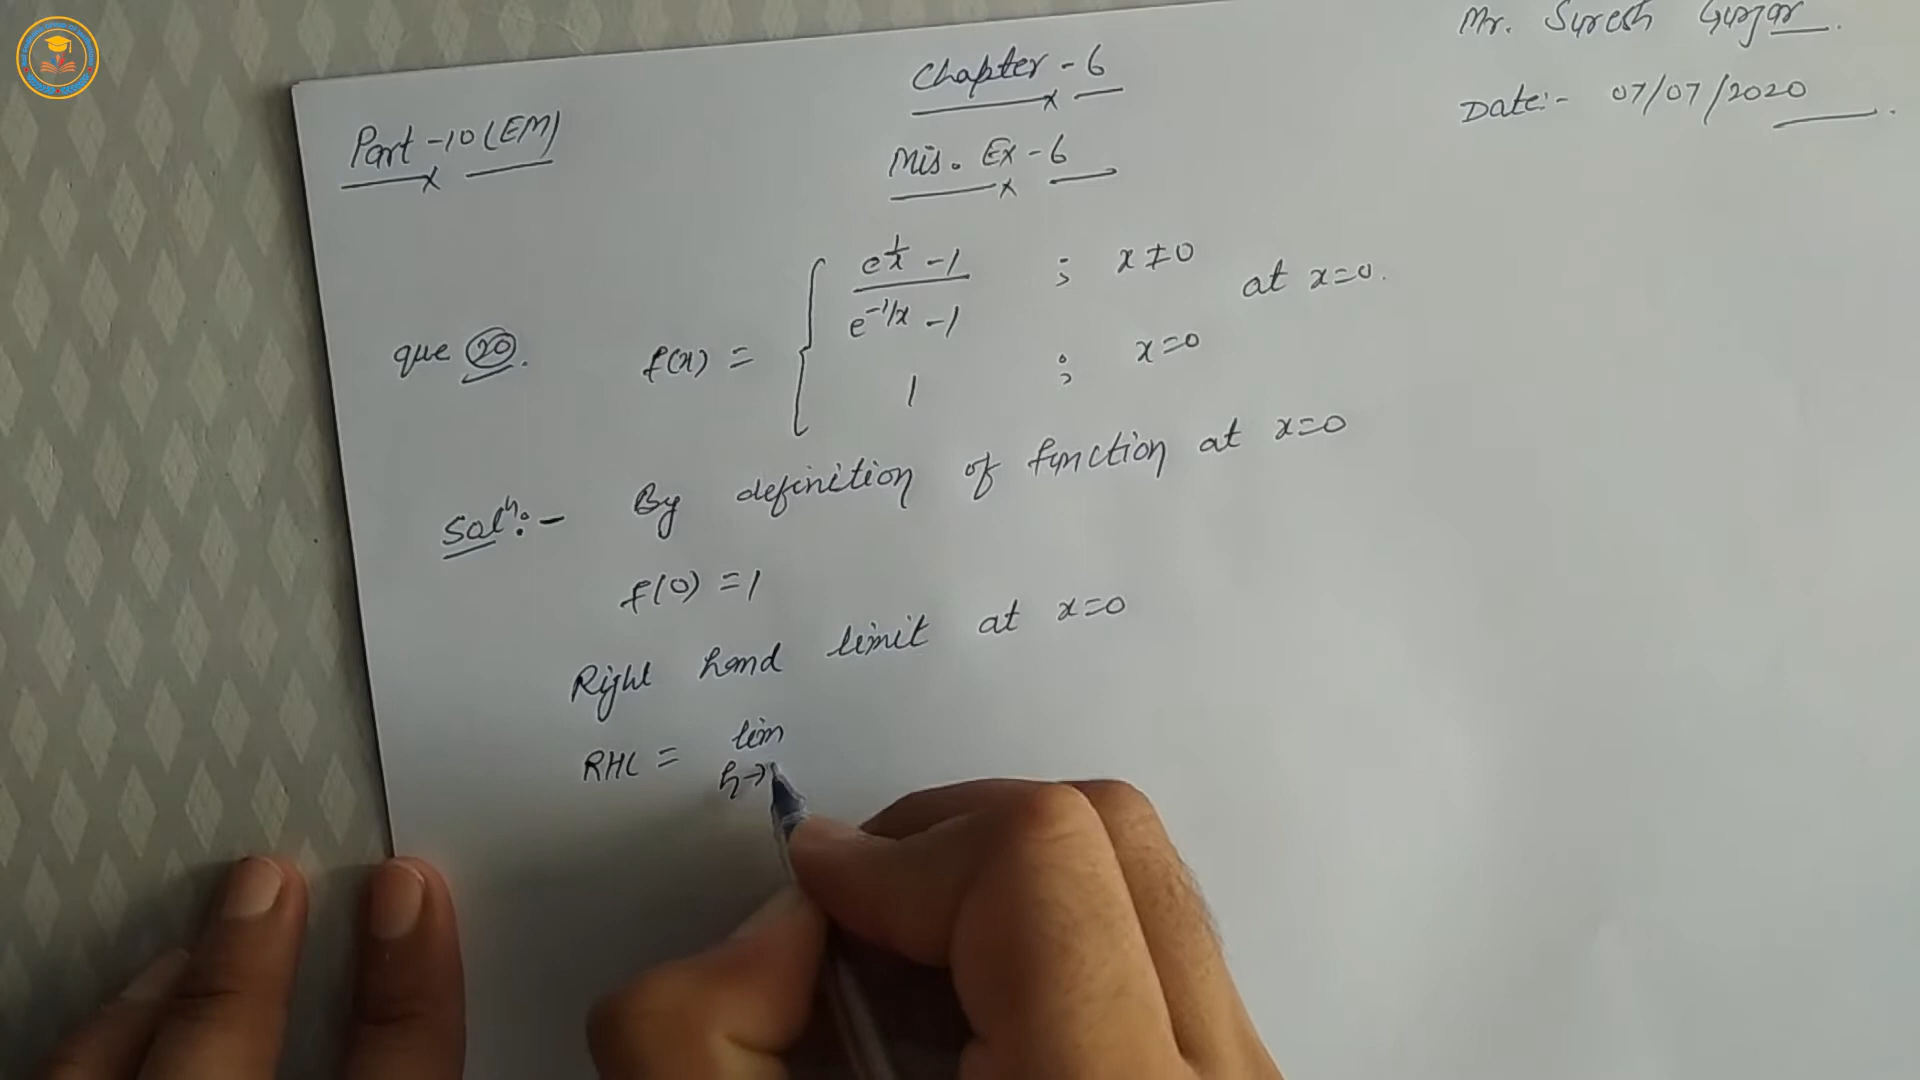 Mr. Suresh Gurjar
Date:- 07/07/2020
Chapter - 6
Part -10 (EM)
Mis. Ex - 6
que 20. f(x) = { (e^{1/x} -1)/(e^{-1/x} -1) ; x≠0
1 ; x=0
at x=0.
Solⁿ:- By definition of function at x=0
f(0) = 1
Right hand limit at x=0
RHL = lim
h→